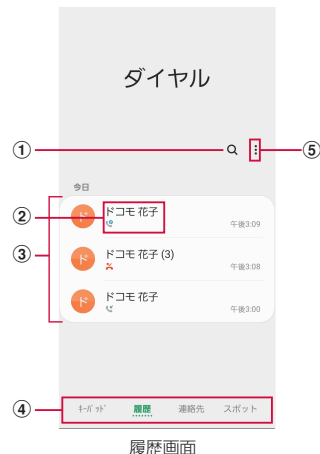 ダイヤル
①
⑤
今日
②
ドコモ 花子
午後3:09
ド
③
ドコモ 花子 (3)
午後3:08
ド
ドコモ 花子
午後3:00
ド
④
キーパッド 履歴 連絡先 スポット
履歴画面